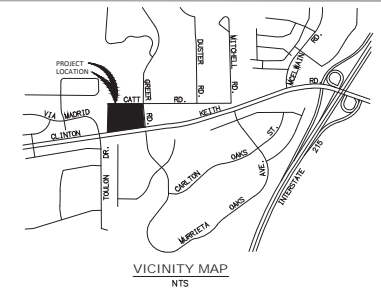 PROJECT
LOCATION
VIA MADRID
CLINTON
KEITH
RD.
CATT RD.
GREER
RD.
DUSTER
RD.
MITCHELL
RD.
MCELWAIN
RD.
TOULON
DR.
CARLTON OAKS ST.
MURRIETA OAKS AVE.
INTERSTATE 215
VICINITY MAP
NTS